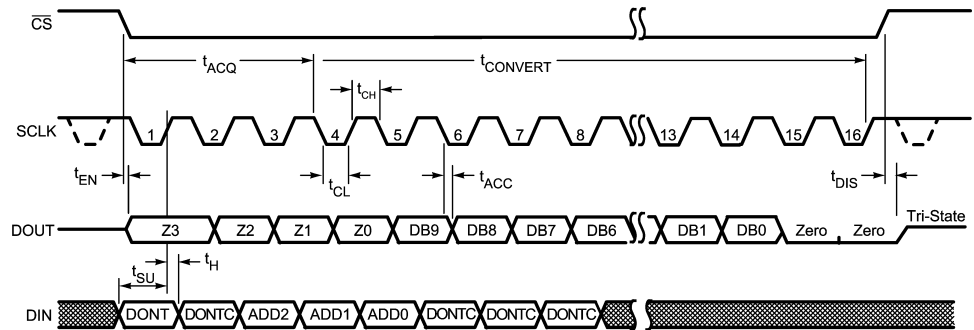 CS
tACQ
tCONVERT
tCH
SCLK
1 2 3 4 5 6 7 8 13 14 15 16
tEN
tCL
tACC
tDIS
Tri-State
DOUT
Z3 Z2 Z1 Z0 DB9 DB8 DB7 DB6 DB1 DB0 Zero Zero
tSU
tH
DIN
DONT DONTC ADD2 ADD1 ADD0 DONTC DONTC DONTC